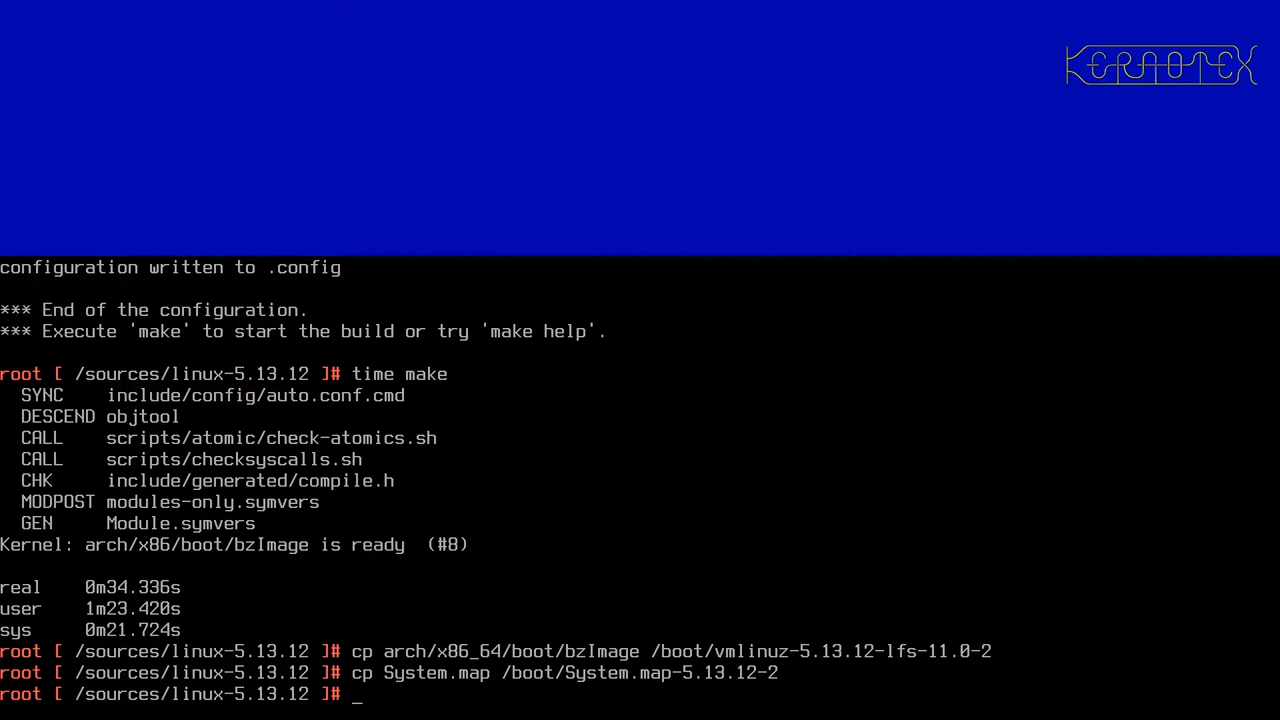 KERNOTEX
configuration written to .config
*** End of the configuration.
*** Execute 'make' to start the build or try 'make help'.
root [ /sources/linux-5.13.12 ]# time make
SYNC    include/config/auto.conf.cmd
DESCEND objtool
CALL    scripts/atomic/check-atomics.sh
CALL    scripts/checksyscalls.sh
CHK     include/generated/compile.h
MODPOST modules-only.symvers
GEN     Module.symvers
Kernel: arch/x86/boot/bzImage is ready  (#8)
real    0m34.336s
user    1m23.420s
sys     0m21.724s
root [ /sources/linux-5.13.12 ]# cp arch/x86_64/boot/bzImage /boot/vmlinuz-5.13.12-lfs-11.0-2
root [ /sources/linux-5.13.12 ]# cp System.map /boot/System.map-5.13.12-2
root [ /sources/linux-5.13.12 ]# _